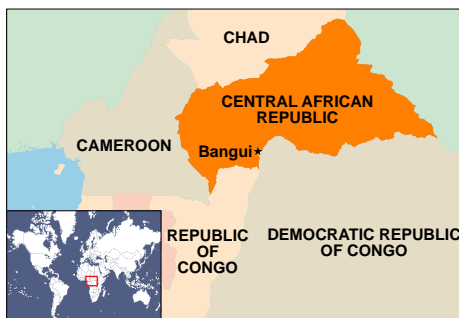 CHAD
CENTRAL AFRICAN
REPUBLIC
CAMEROON
Bangui
REPUBLIC
OF
CONGO
DEMOCRATIC REPUBLIC
OF CONGO